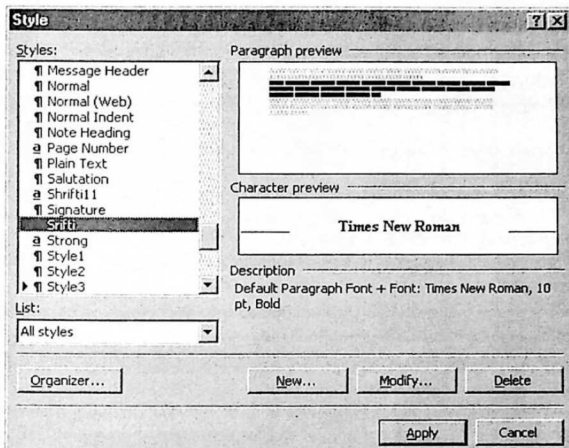 Style
Styles:
¶ Message Header
¶ Normal
¶ Normal (Web)
¶ Normal Indent
¶ Note Heading
a Page Number
¶ Plain Text
¶ Salutation
a Shrifti11
¶ Signature
Srifti
a Strong
¶ Style1
¶ Style2
¶ Style3
List:
All styles
Paragraph preview
Character preview
Times New Roman
Description
Default Paragraph Font + Font: Times New Roman, 10
pt, Bold
Organizer...
New...
Modify...
Delete
Apply
Cancel